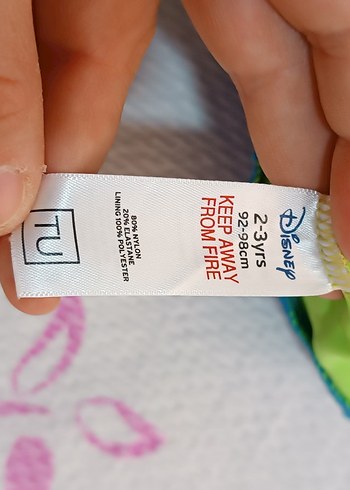 Disney
2-3yrs
92-98cm
KEEP AWAY
FROM FIRE
80% NYLON
20% ELASTANE
LINING 100% POLYESTER
TU